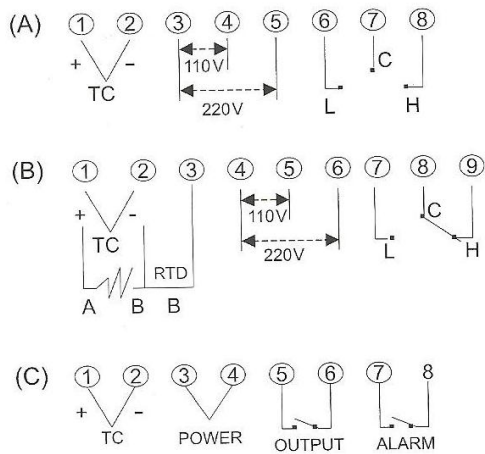 (A) ① ② ③ ④ ⑤ ⑥ ⑦ ⑧
+ − 110V C
TC 220V L H
(B) ① ② ③ ④ ⑤ ⑥ ⑦ ⑧ ⑨
+ − 110V C
TC 220V L H
RTD
A B B
(C) ① ② ③ ④ ⑤ ⑥ ⑦ 8
+ −
TC POWER OUTPUT ALARM